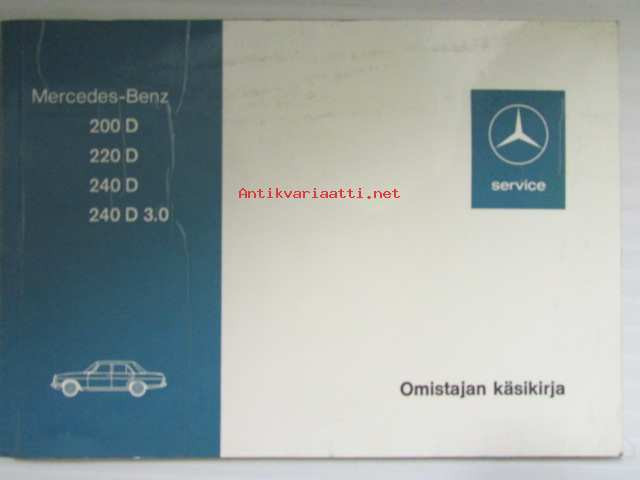 Mercedes-Benz
200 D
220 D
240 D
240 D 3.0
service
Antikvariaatti.net
Omistajan käsikirja